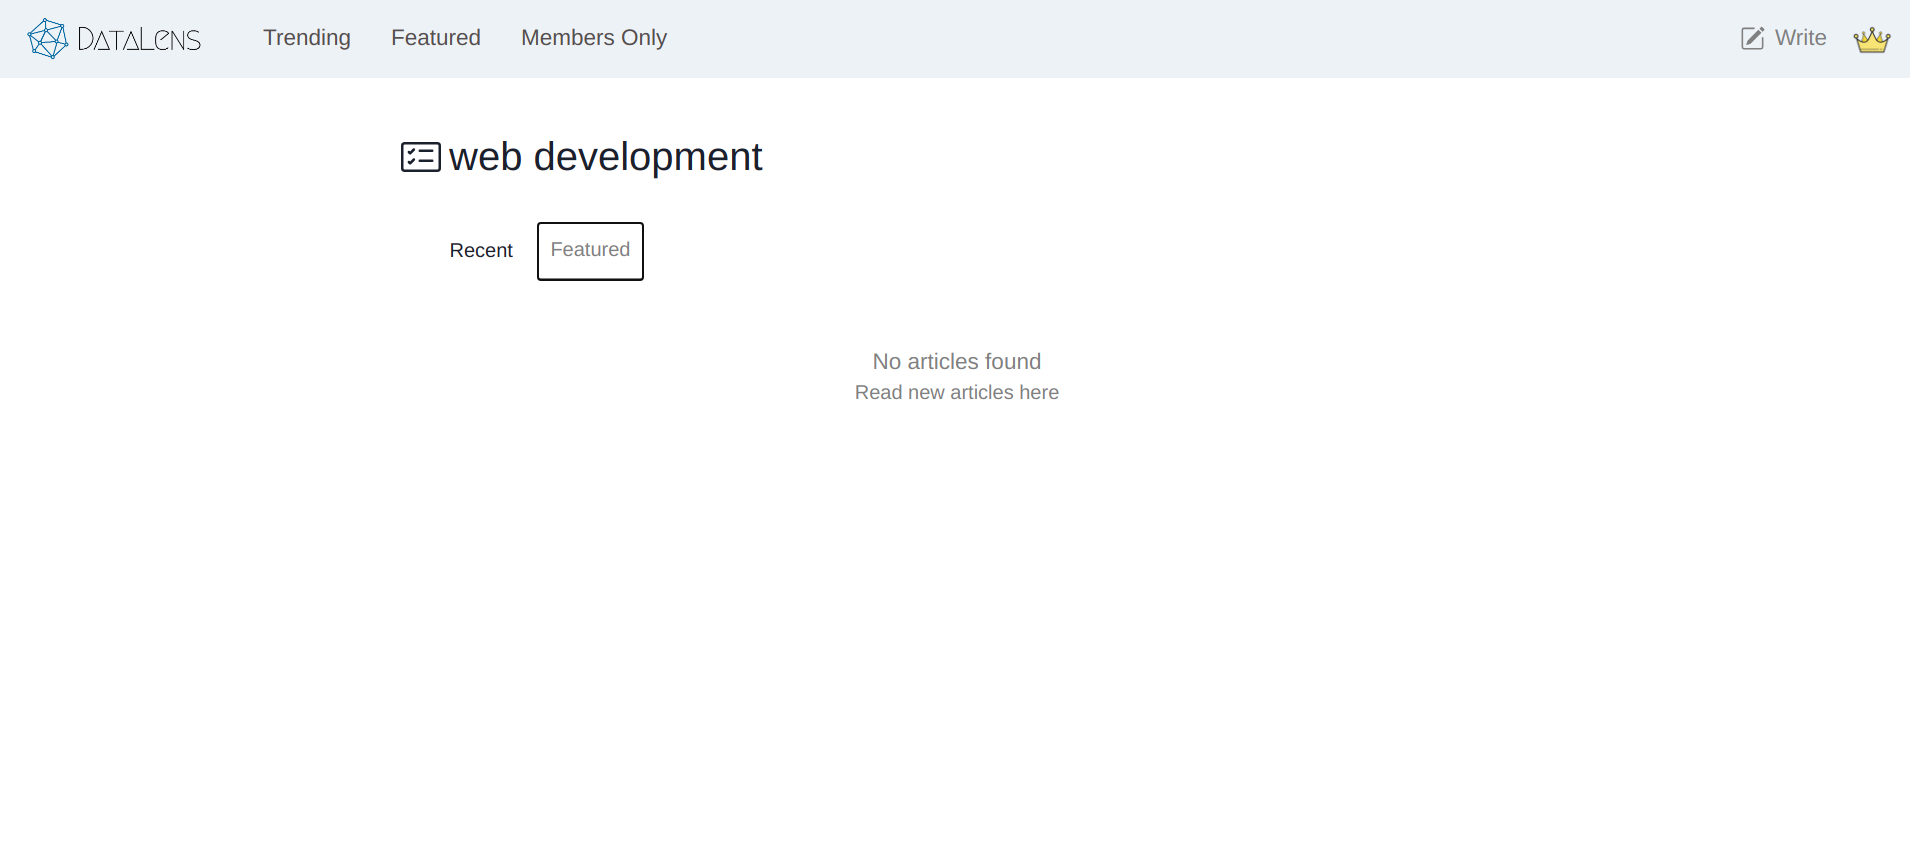 DATALENS Trending Featured Members Only Write
web development
Recent Featured
No articles found
Read new articles here